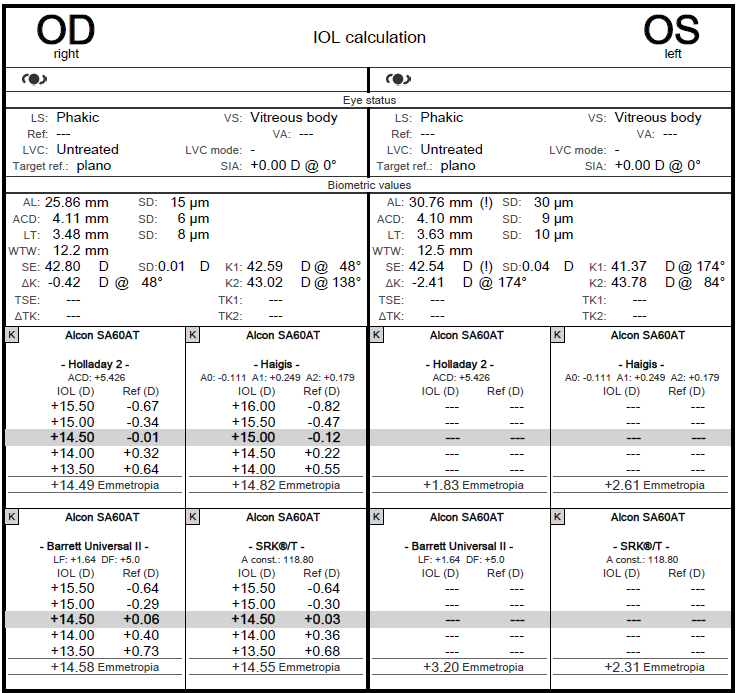 OD
right
IOL calculation
OS
left
Eye status
LS: Phakic VS: Vitreous body
Ref: --- VA: ---
LVC: Untreated LVC mode: -
Target ref.: plano SIA: +0.00 D @ 0°
LS: Phakic VS: Vitreous body
Ref: --- VA: ---
LVC: Untreated LVC mode: -
Target ref.: plano SIA: +0.00 D @ 0°
Biometric values
AL: 25.86 mm SD: 15 µm
ACD: 4.11 mm SD: 6 µm
LT: 3.48 mm SD: 8 µm
WTW: 12.2 mm
SE: 42.80 D SD:0.01 D K1: 42.59 D @ 48°
ΔK: -0.42 D @ 48° K2: 43.02 D @ 138°
TSE: --- TK1: ---
ΔTK: --- TK2: ---
AL: 30.76 mm (!) SD: 30 µm
ACD: 4.10 mm SD: 9 µm
LT: 3.63 mm SD: 10 µm
WTW: 12.5 mm
SE: 42.54 D (!) SD:0.04 D K1: 41.37 D @ 174°
ΔK: -2.41 D @ 174° K2: 43.78 D @ 84°
TSE: --- TK1: ---
ΔTK: --- TK2: ---
K Alcon SA60AT
- Holladay 2 -
ACD: +5.426
IOL (D) Ref (D)
+15.50 -0.67
+15.00 -0.34
+14.50 -0.01
+14.00 +0.32
+13.50 +0.64
+14.49 Emmetropia
K Alcon SA60AT
- Haigis -
A0: -0.111 A1: +0.249 A2: +0.179
IOL (D) Ref (D)
+16.00 -0.82
+15.50 -0.47
+15.00 -0.12
+14.50 +0.22
+14.00 +0.55
+14.82 Emmetropia
K Alcon SA60AT
- Holladay 2 -
ACD: +5.426
IOL (D) Ref (D)
--- ---
--- ---
--- ---
--- ---
--- ---
+1.83 Emmetropia
K Alcon SA60AT
- Haigis -
A0: -0.111 A1: +0.249 A2: +0.179
IOL (D) Ref (D)
--- ---
--- ---
--- ---
--- ---
--- ---
+2.61 Emmetropia
K Alcon SA60AT
- Barrett Universal II -
LF: +1.64 DF: +5.0
IOL (D) Ref (D)
+15.50 -0.64
+15.00 -0.29
+14.50 +0.06
+14.00 +0.40
+13.50 +0.73
+14.58 Emmetropia
K Alcon SA60AT
- SRK®/T -
A const.: 118.80
IOL (D) Ref (D)
+15.50 -0.64
+15.00 -0.30
+14.50 +0.03
+14.00 +0.36
+13.50 +0.68
+14.55 Emmetropia
K Alcon SA60AT
- Barrett Universal II -
LF: +1.64 DF: +5.0
IOL (D) Ref (D)
--- ---
--- ---
--- ---
--- ---
--- ---
+3.20 Emmetropia
K Alcon SA60AT
- SRK®/T -
A const.: 118.80
IOL (D) Ref (D)
--- ---
--- ---
--- ---
--- ---
--- ---
+2.31 Emmetropia